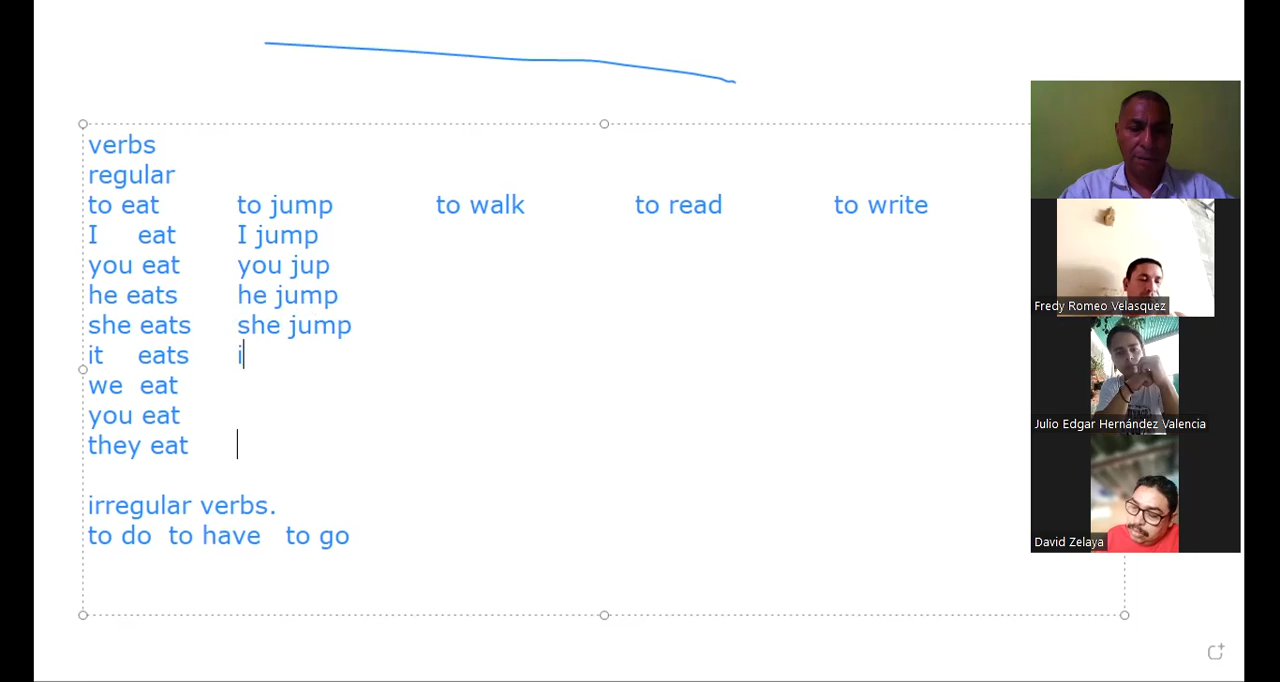 verbs
regular
to eat to jump to walk to read to write
I eat I jump
you eat you jup
he eats he jump
she eats she jump
it eats i
we eat
you eat
they eat
irregular verbs.
to do to have to go
Fredy Romeo Velasquez
Julio Edgar Hernández Valencia
David Zelaya